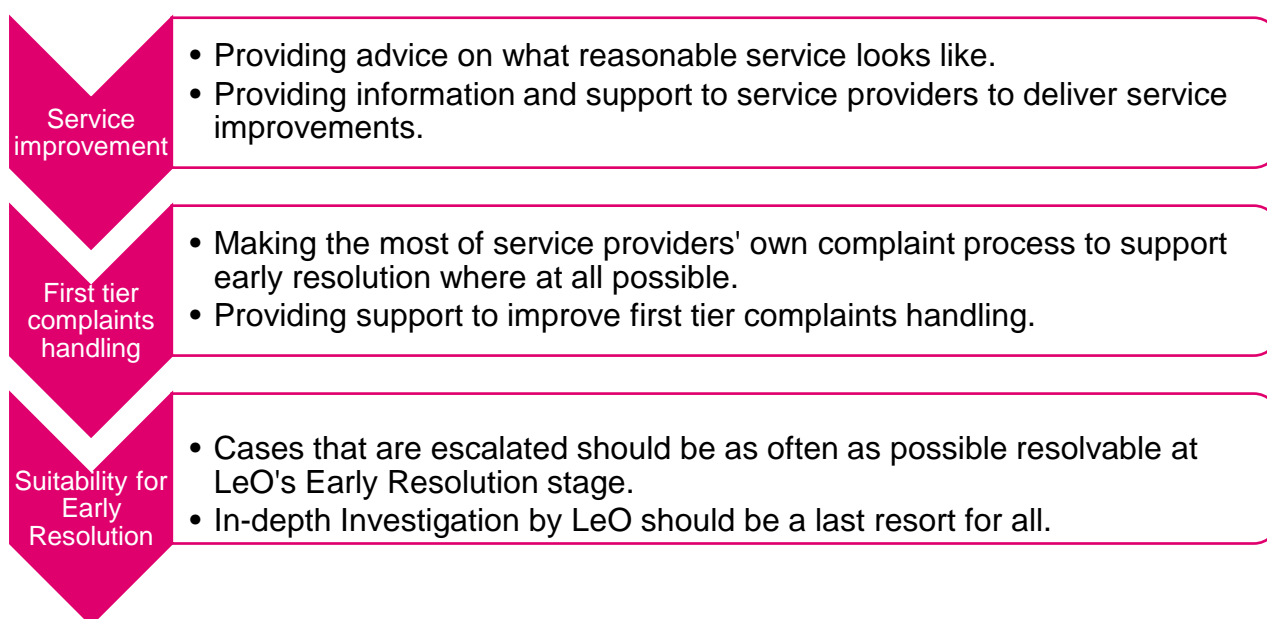 Service
improvement
• Providing advice on what reasonable service looks like.
• Providing information and support to service providers to deliver service
improvements.
First tier
complaints
handling
• Making the most of service providers' own complaint process to support
early resolution where at all possible.
• Providing support to improve first tier complaints handling.
Suitability for
Early
Resolution
• Cases that are escalated should be as often as possible resolvable at
LeO's Early Resolution stage.
• In-depth Investigation by LeO should be a last resort for all.